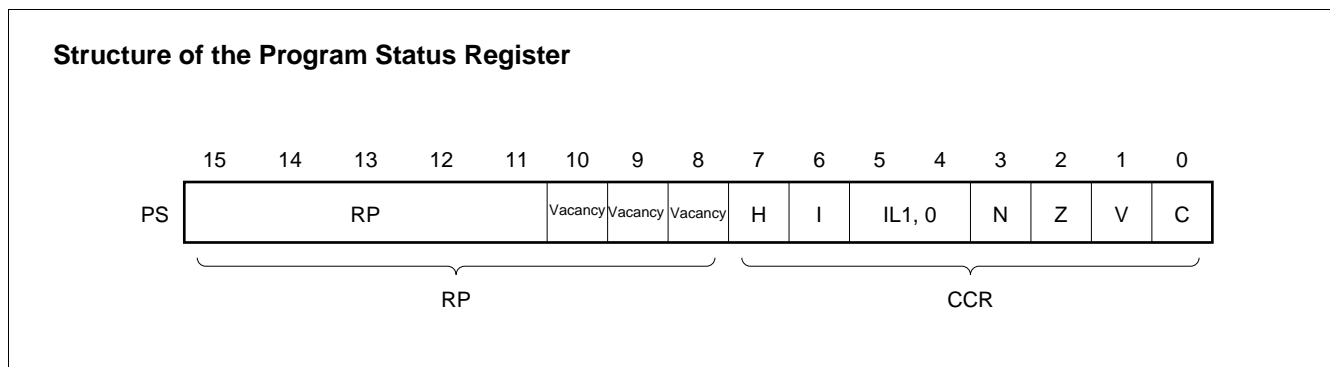 Structure of the Program Status Register
15 14 13 12 11 10 9 8 7 6 5 4 3 2 1 0
PS RP Vacancy Vacancy Vacancy H I IL1, 0 N Z V C
RP CCR